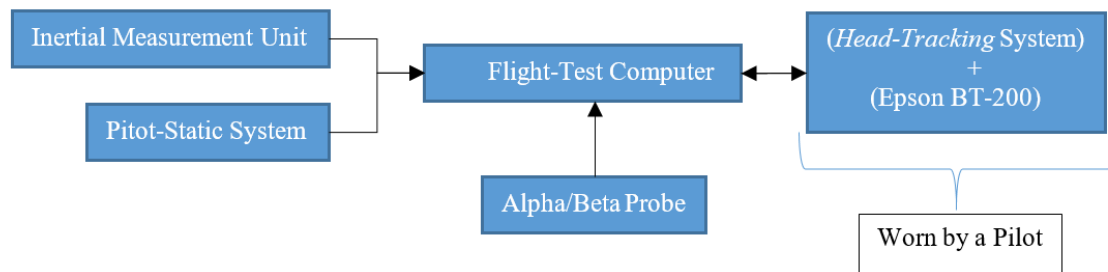 Inertial Measurement Unit
Pitot-Static System
Flight-Test Computer
Alpha/Beta Probe
(Head-Tracking System)
+
(Epson BT-200)
Worn by a Pilot